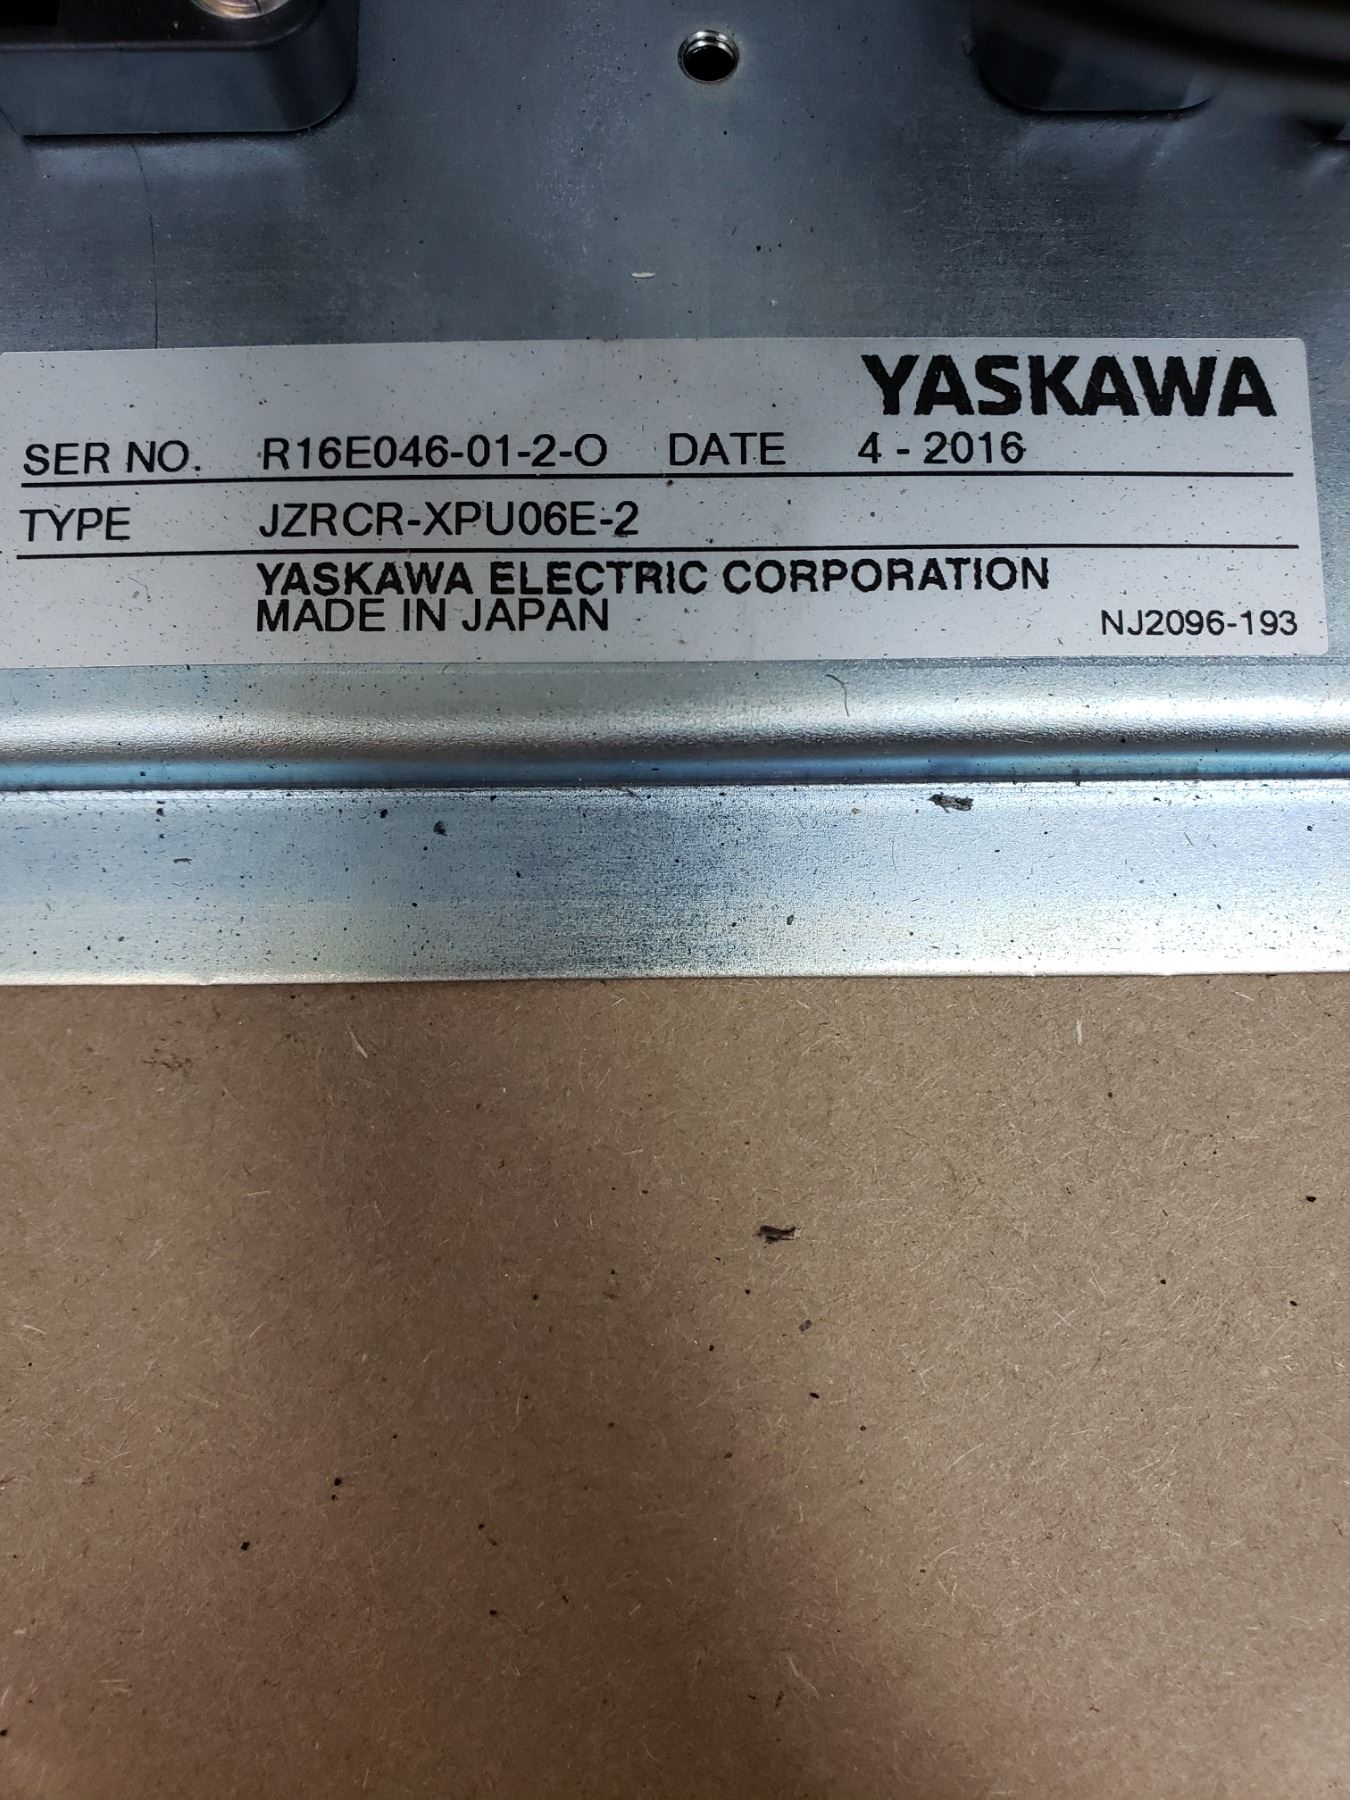 YASKAWA
SER NO. R16E046-01-2-O DATE 4 - 2016
TYPE JZRCR-XPU06E-2
YASKAWA ELECTRIC CORPORATION
MADE IN JAPAN NJ2096-193